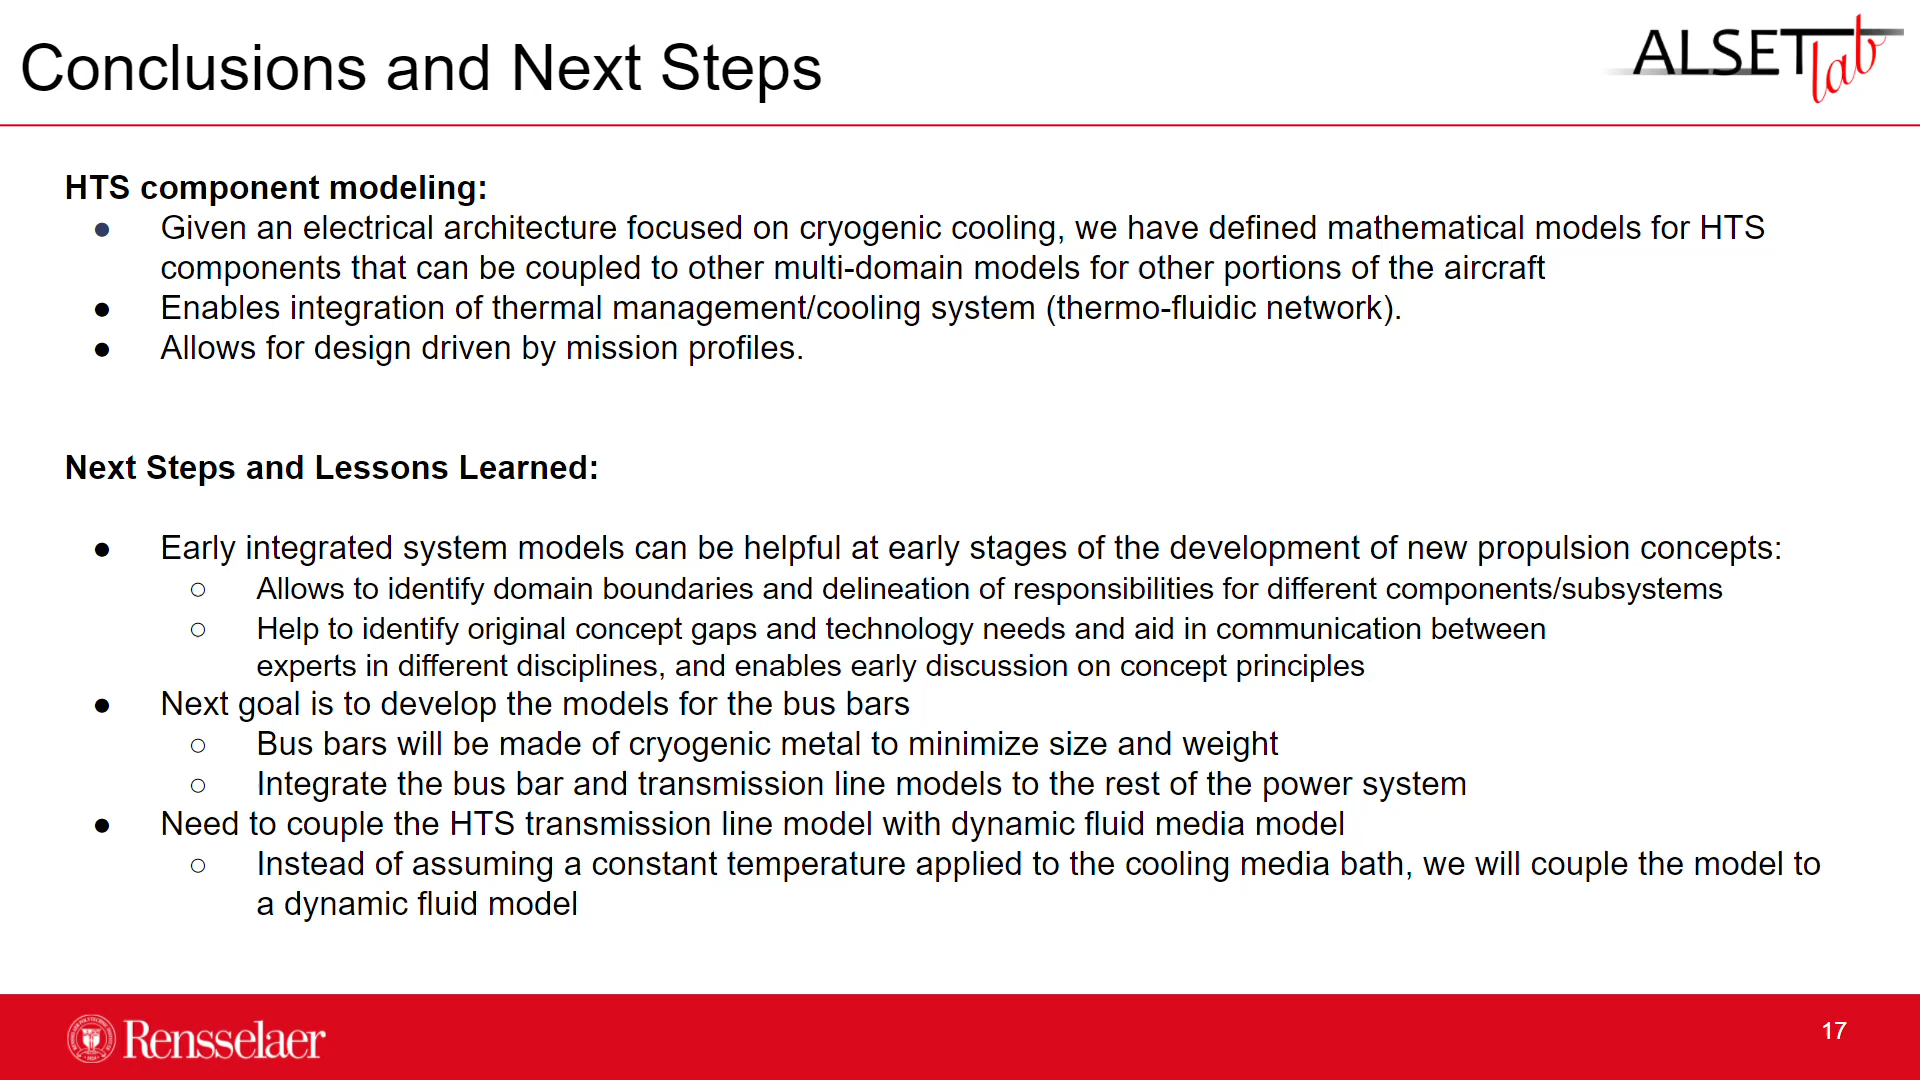 Conclusions and Next Steps
ALSET lab
HTS component modeling:
● Given an electrical architecture focused on cryogenic cooling, we have defined mathematical models for HTS
components that can be coupled to other multi-domain models for other portions of the aircraft
● Enables integration of thermal management/cooling system (thermo-fluidic network).
● Allows for design driven by mission profiles.
Next Steps and Lessons Learned:
● Early integrated system models can be helpful at early stages of the development of new propulsion concepts:
○ Allows to identify domain boundaries and delineation of responsibilities for different components/subsystems
○ Help to identify original concept gaps and technology needs and aid in communication between
experts in different disciplines, and enables early discussion on concept principles
● Next goal is to develop the models for the bus bars
○ Bus bars will be made of cryogenic metal to minimize size and weight
○ Integrate the bus bar and transmission line models to the rest of the power system
● Need to couple the HTS transmission line model with dynamic fluid media model
○ Instead of assuming a constant temperature applied to the cooling media bath, we will couple the model to
a dynamic fluid model
Rensselaer
17